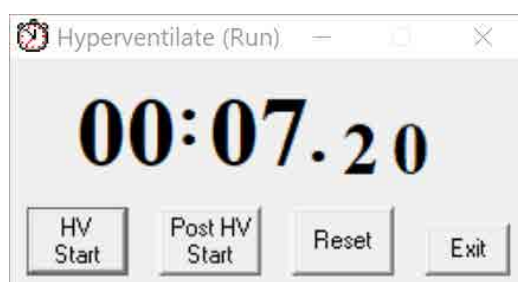 Hyperventilate (Run)
00:07.20
HV
Start
Post HV
Start
Reset
Exit